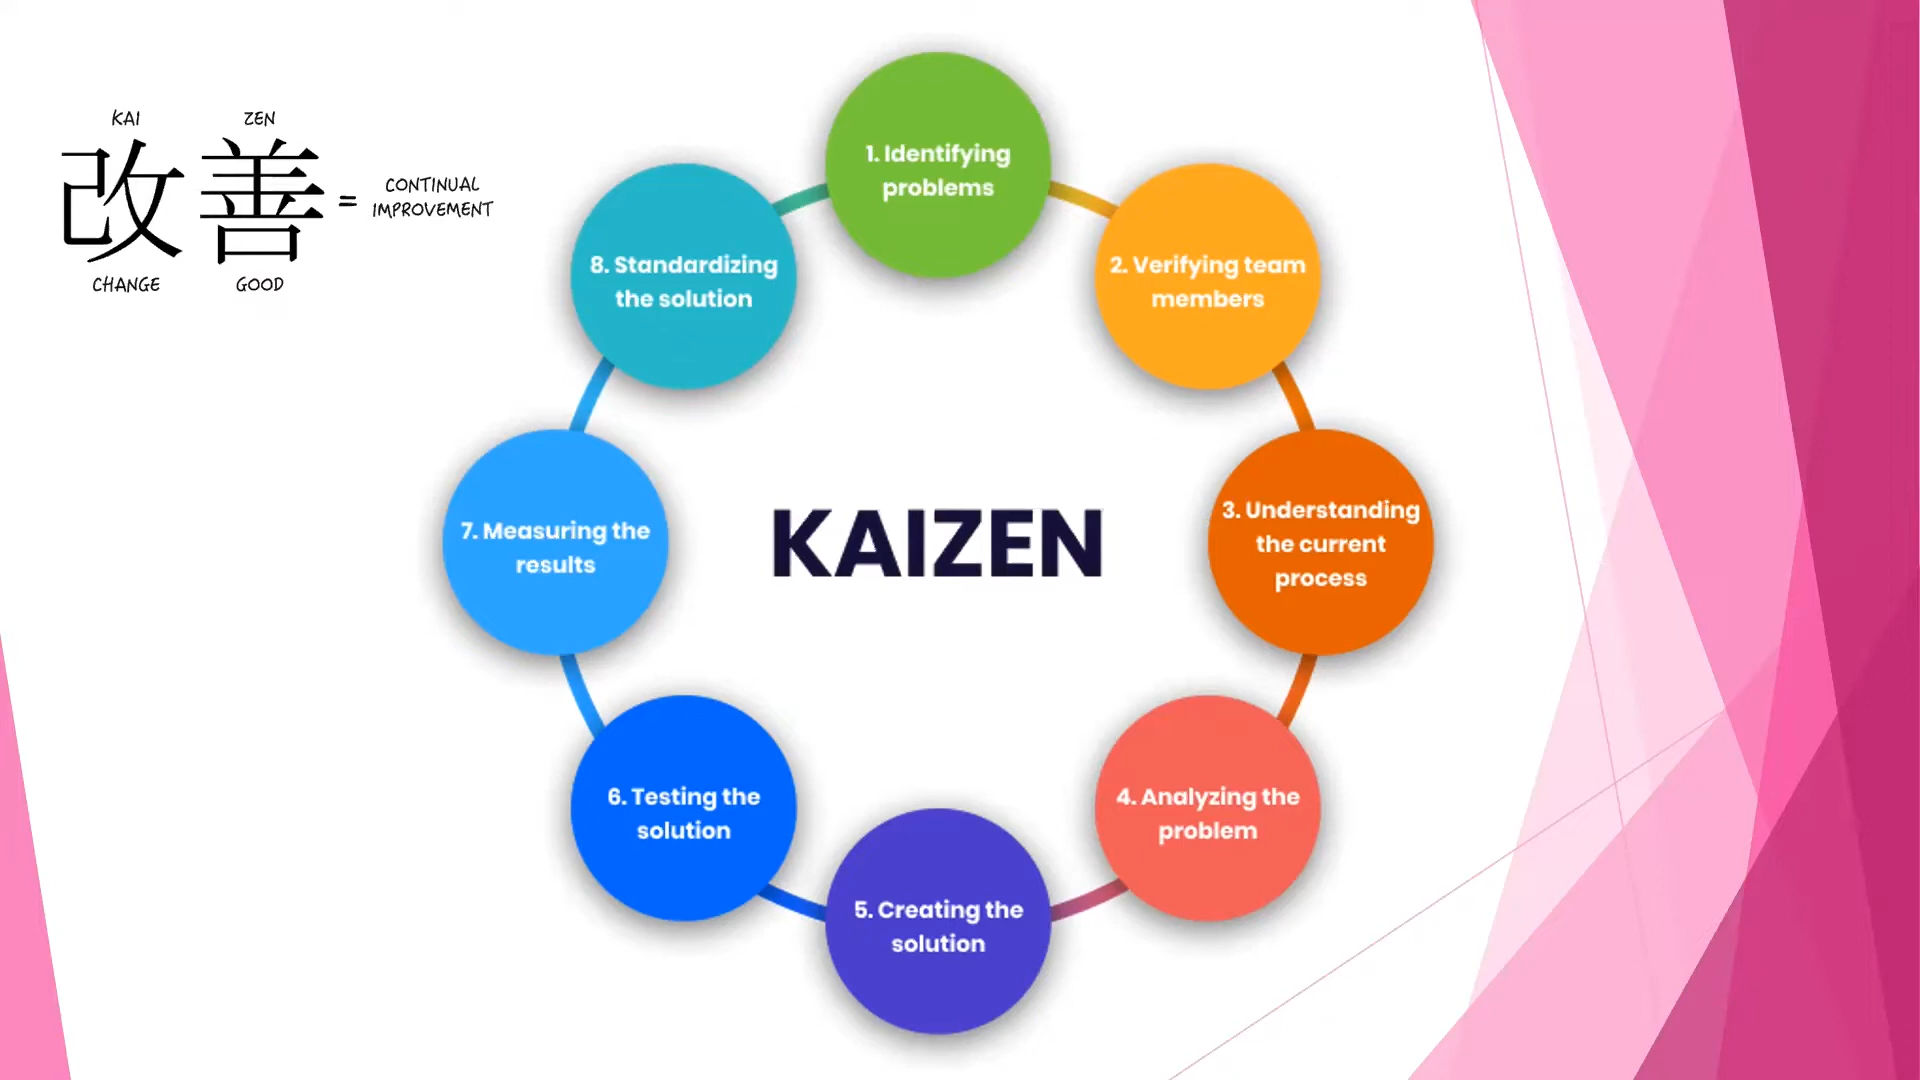 KAI ZEN
改善 = CONTINUAL
IMPROVEMENT
CHANGE GOOD
1. Identifying
problems
2. Verifying team
members
3. Understanding
the current
process
4. Analyzing the
problem
5. Creating the
solution
6. Testing the
solution
7. Measuring the
results
8. Standardizing
the solution
KAIZEN